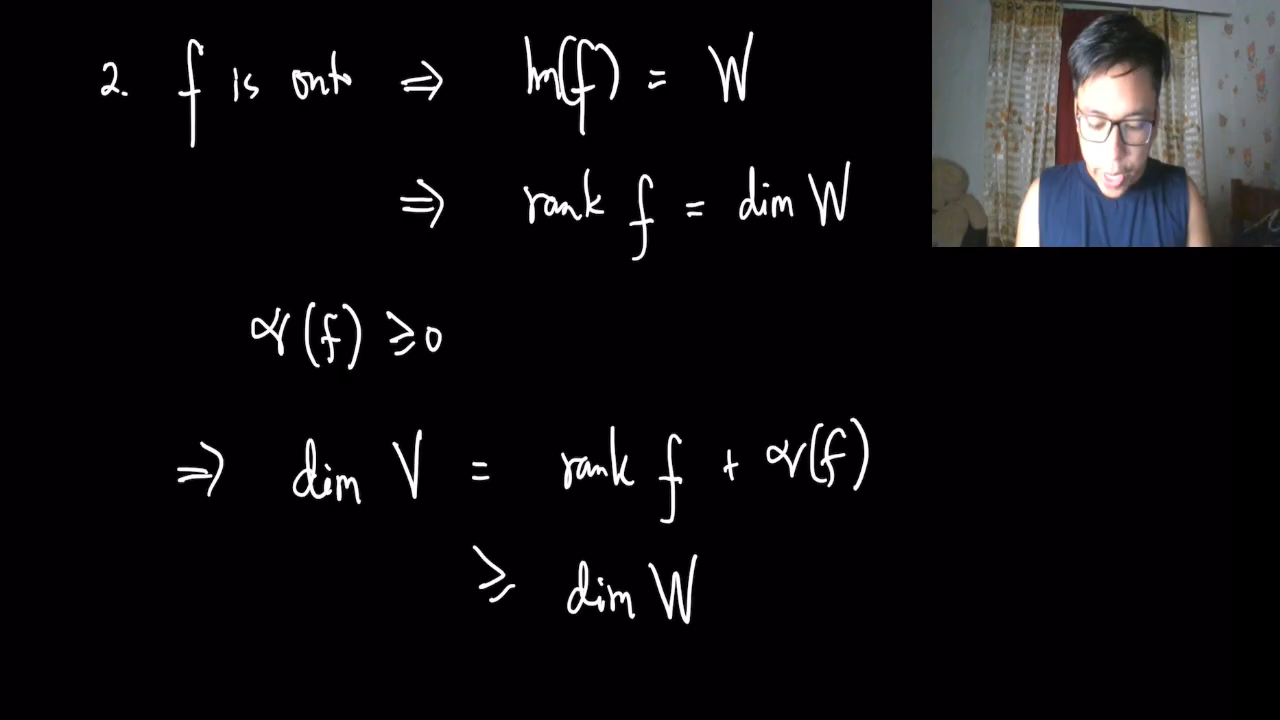 2. f is onto ⇒ Im(f) = W
⇒ rank f = dim W
(f) ≥ 0
⇒ dim V = rank f + (f)
≥ dim W